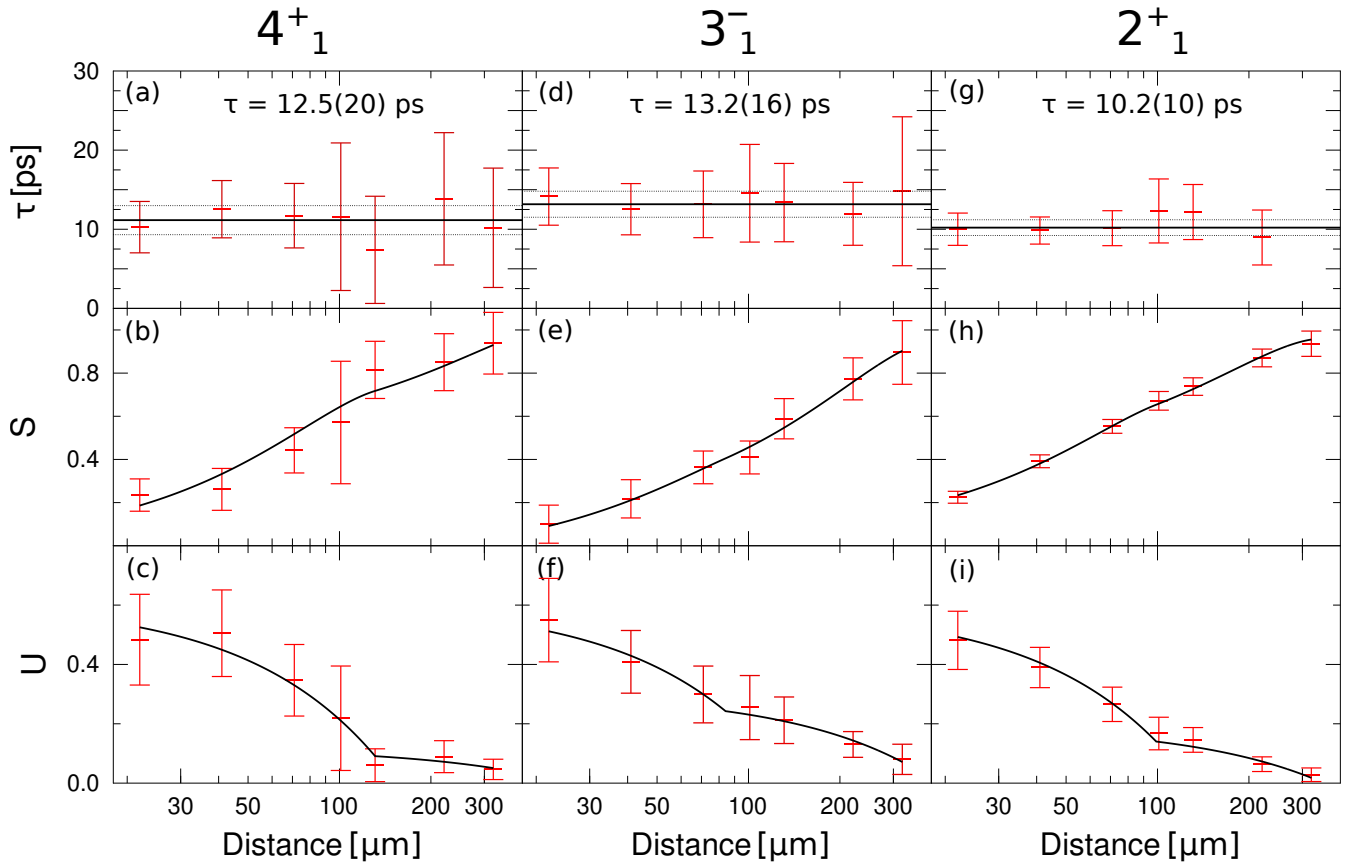 4⁺₁ 3⁻₁ 2⁺₁
(a) (d) (g)
τ = 12.5(20) ps τ = 13.2(16) ps τ = 10.2(10) ps
30
20
10
0
τ [ps]
(b) (e) (h)
0.8
0.4
S
(c) (f) (i)
0.4
0.0
U
30 50 100 200 300 30 50 100 200 300 30 50 100 200 300
Distance [μm] Distance [μm] Distance [μm]